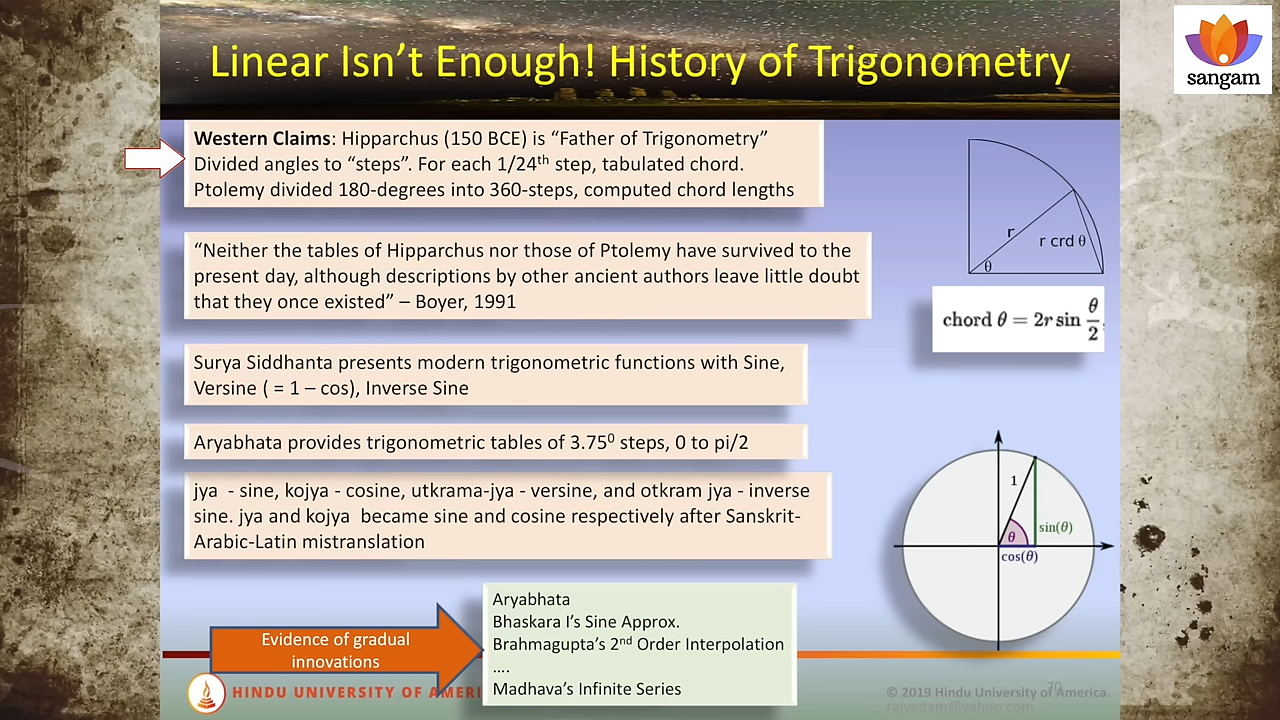 Linear Isn't Enough! History of Trigonometry
sangam
Western Claims: Hipparchus (150 BCE) is “Father of Trigonometry”
Divided angles to “steps”. For each 1/24th step, tabulated chord.
Ptolemy divided 180-degrees into 360-steps, computed chord lengths
“Neither the tables of Hipparchus nor those of Ptolemy have survived to the
present day, although descriptions by other ancient authors leave little doubt
that they once existed” – Boyer, 1991
Surya Siddhanta presents modern trigonometric functions with Sine,
Versine ( = 1 – cos), Inverse Sine
Aryabhata provides trigonometric tables of 3.75⁰ steps, 0 to pi/2
jya - sine, kojya - cosine, utkrama-jya - versine, and otkram jya - inverse
sine. jya and kojya became sine and cosine respectively after Sanskrit-
Arabic-Latin mistranslation
r
r crd θ
θ
chord θ = 2r sin θ/2
1
sin(θ)
θ
cos(θ)
Evidence of gradual
innovations
Aryabhata
Bhaskara I's Sine Approx.
Brahmagupta's 2nd Order Interpolation
....
Madhava's Infinite Series
HINDU UNIVERSITY OF AMERI
70
© 2019 Hindu University of America.
rajvedam@yahoo.com